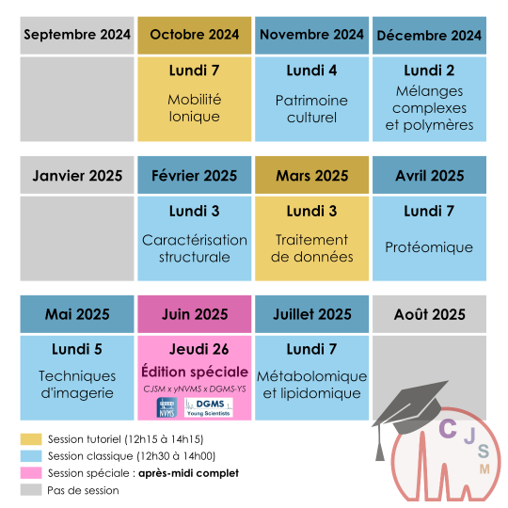 Septembre 2024
Octobre 2024
Novembre 2024
Décembre 2024
Lundi 7
Mobilité
Ionique
Lundi 4
Patrimoine
culturel
Lundi 2
Mélanges
complexes
et polymères
Janvier 2025
Février 2025
Mars 2025
Avril 2025
Lundi 3
Caractérisation
structurale
Lundi 3
Traitement
de données
Lundi 7
Protéomique
Mai 2025
Juin 2025
Juillet 2025
Août 2025
Lundi 5
Techniques
d'imagerie
Jeudi 26
Édition spéciale
CJSM x yNVMS x DGMS-YS
NVMS
DGMS
Young Scientists
Lundi 7
Métabolomique
et lipidomique
Session tutoriel (12h15 à 14h15)
Session classique (12h30 à 14h00)
Session spéciale : après-midi complet
Pas de session
C
J
S
M